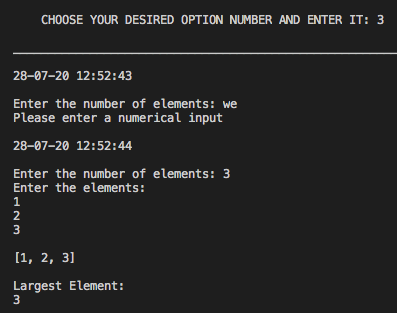 CHOOSE YOUR DESIRED OPTION NUMBER AND ENTER IT: 3
28-07-20 12:52:43
Enter the number of elements: we
Please enter a numerical input
28-07-20 12:52:44
Enter the number of elements: 3
Enter the elements:
1
2
3
[1, 2, 3]
Largest Element:
3